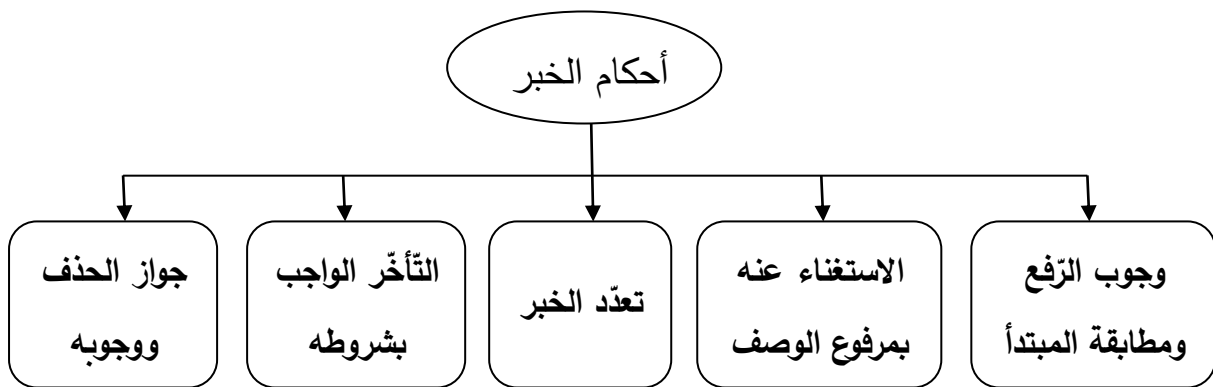 أحكام الخبر
وجوب الرّفع
ومطابقة المبتدأ
الاستغناء عنه
بمرفوع الوصف
تعدّد الخبر
التّأخّر الواجب
بشروطه
جواز الحذف
ووجوبه